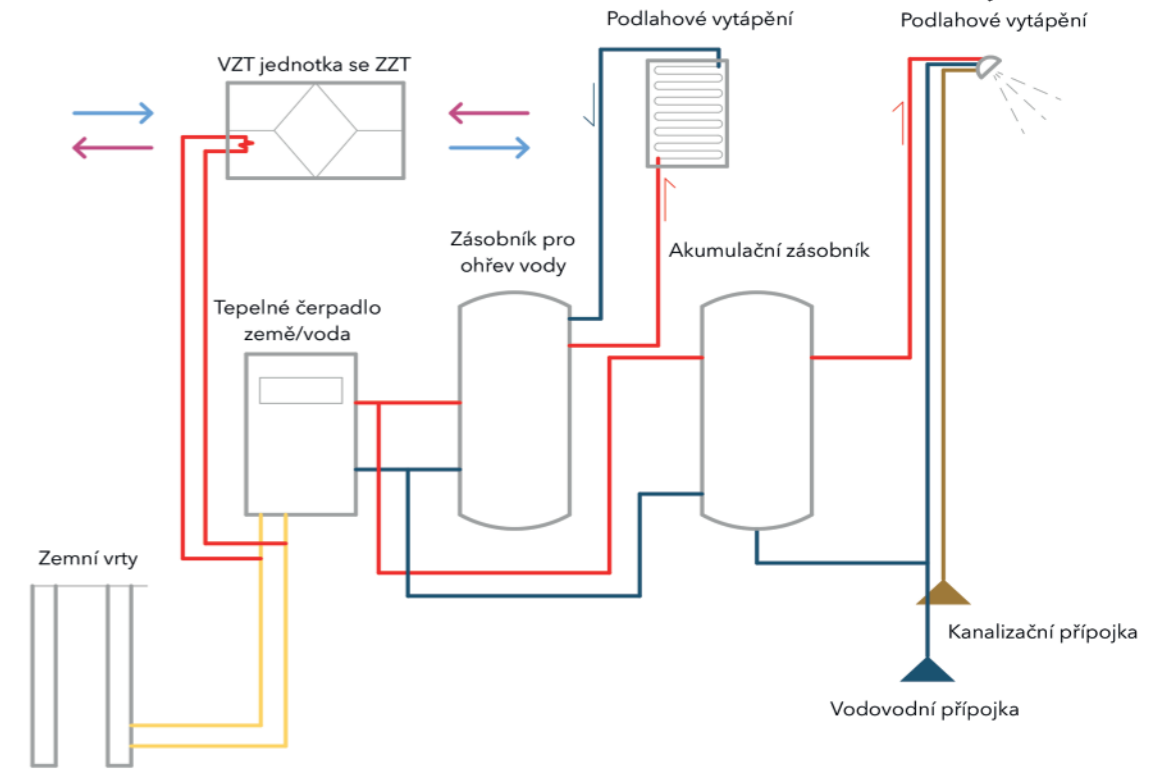 Podlahové vytápění
Podlahové vytápění
VZT jednotka se ZZT
Zásobník pro
ohřev vody
Akumulační zásobník
Tepelné čerpadlo
země/voda
Zemní vrty
Kanalizační přípojka
Vodovodní přípojka